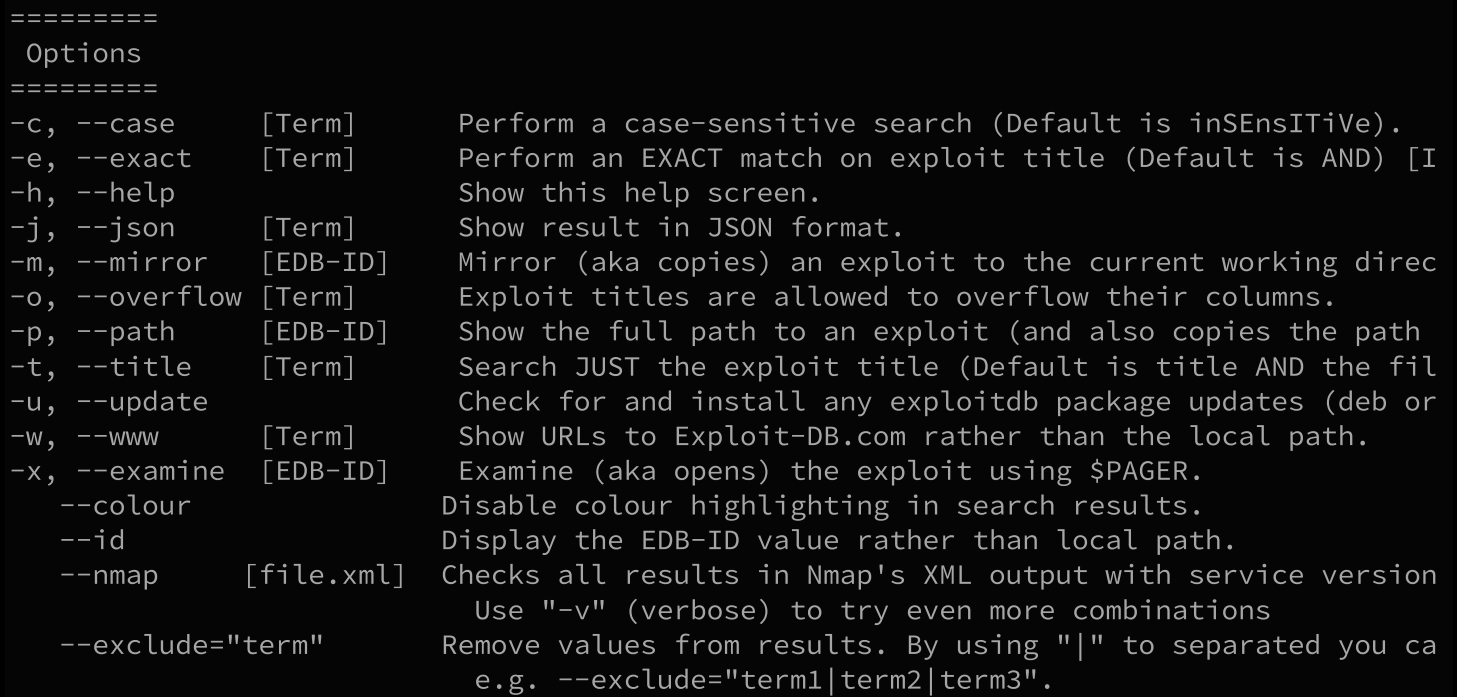 =========
 Options
=========
-c, --case     [Term]      Perform a case-sensitive search (Default is inSEnsITiVe).
-e, --exact    [Term]      Perform an EXACT match on exploit title (Default is AND) [I
-h, --help                 Show this help screen.
-j, --json     [Term]      Show result in JSON format.
-m, --mirror   [EDB-ID]    Mirror (aka copies) an exploit to the current working direc
-o, --overflow [Term]      Exploit titles are allowed to overflow their columns.
-p, --path     [EDB-ID]    Show the full path to an exploit (and also copies the path
-t, --title    [Term]      Search JUST the exploit title (Default is title AND the fil
-u, --update               Check for and install any exploitdb package updates (deb or
-w, --www      [Term]      Show URLs to Exploit-DB.com rather than the local path.
-x, --examine  [EDB-ID]    Examine (aka opens) the exploit using $PAGER.
   --colour               Disable colour highlighting in search results.
   --id                   Display the EDB-ID value rather than local path.
   --nmap     [file.xml]  Checks all results in Nmap's XML output with service version
                            Use "-v" (verbose) to try even more combinations
   --exclude="term"       Remove values from results. By using "|" to separated you ca
                            e.g. --exclude="term1|term2|term3".